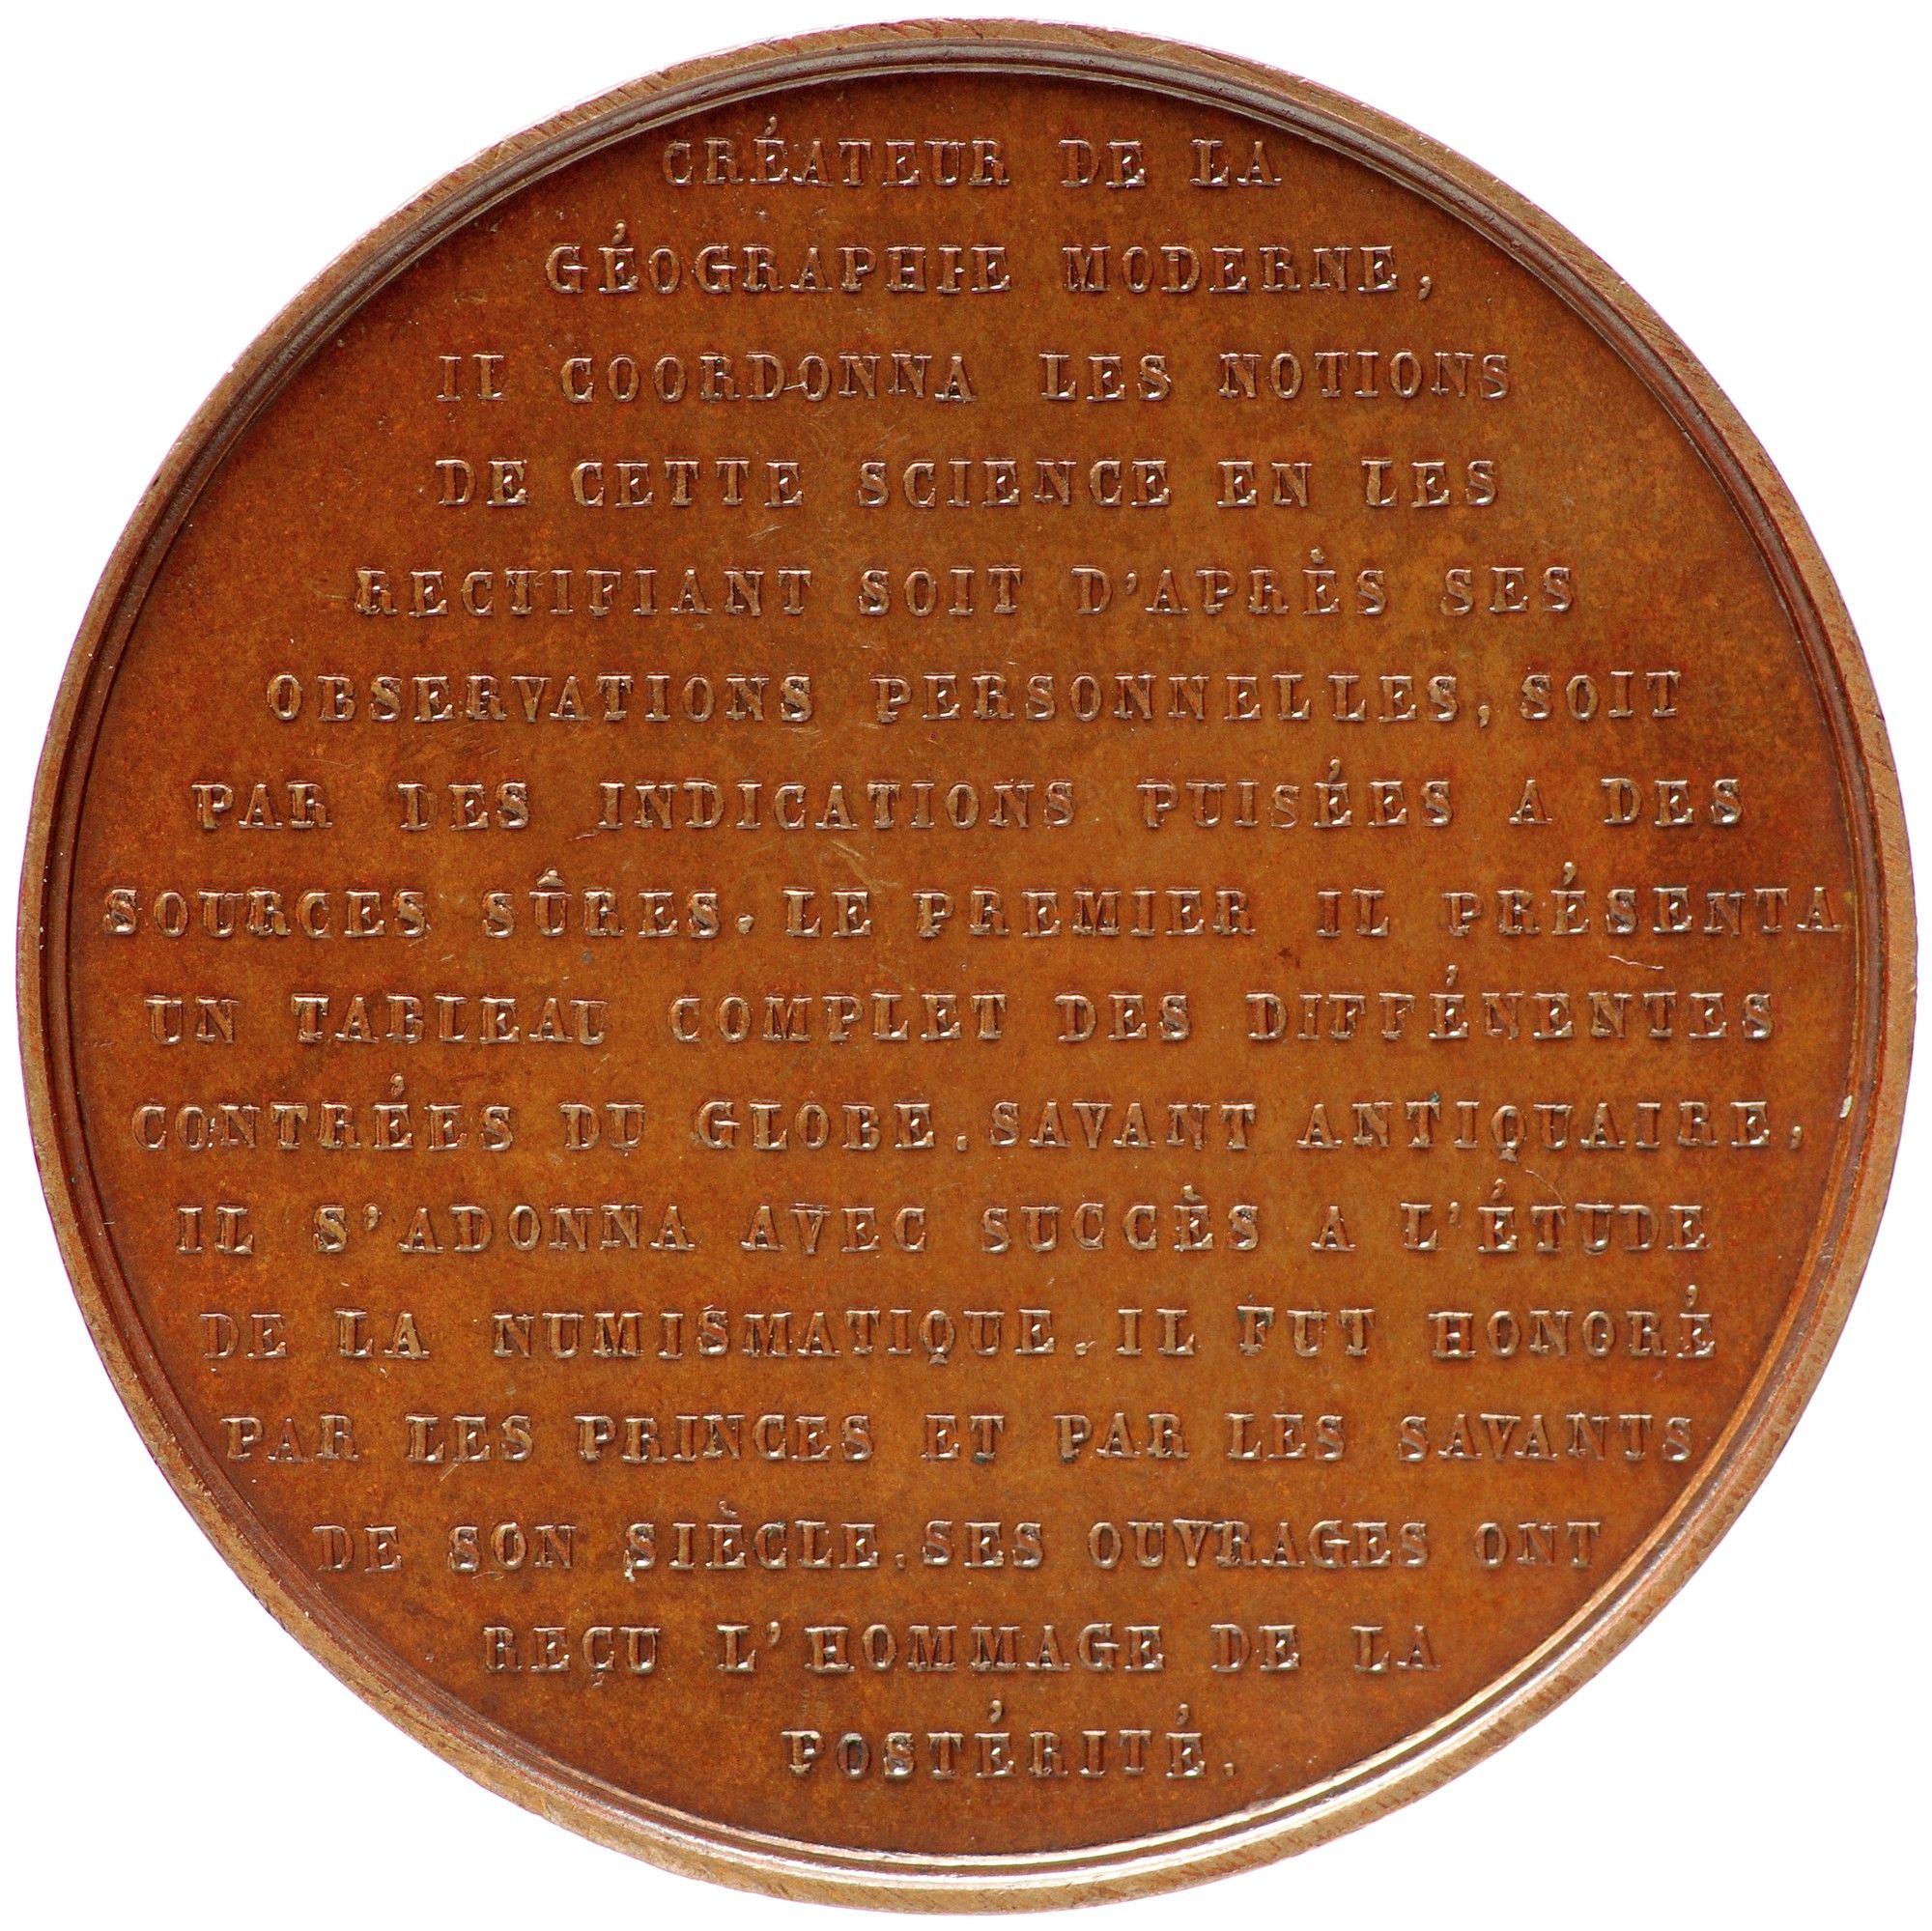 CRÉATEUR DE LA
GÉOGRAPHIE MODERNE,
IL COORDONNA LES NOTIONS
DE CETTE SCIENCE EN LES
RECTIFIANT SOIT D'APRÈS SES
OBSERVATIONS PERSONNELLES, SOIT
PAR DES INDICATIONS PUISÉES A DES
SOURCES SÛRES. LE PREMIER IL PRÉSENTA
UN TABLEAU COMPLET DES DIFFÉNENTES
CONTRÉES DU GLOBE. SAVANT ANTIQUAIRE,
IL S'ADONNA AVEC SUCCÈS A L'ÉTUDE
DE LA NUMISMATIQUE. IL FUT HONORÉ
PAR LES PRINCES ET PAR LES SAVANTS
DE SON SIÈCLE. SES OUVRAGES ONT
REÇU L'HOMMAGE DE LA
POSTÉRITÉ.